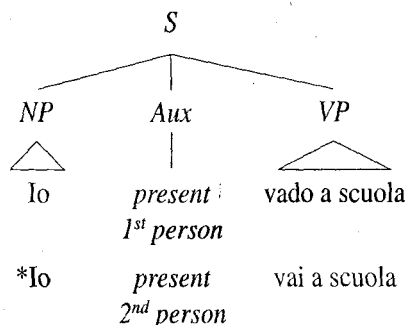 S
NP Aux VP
Io present vado a scuola
1st person
*Io present vai a scuola
2nd person